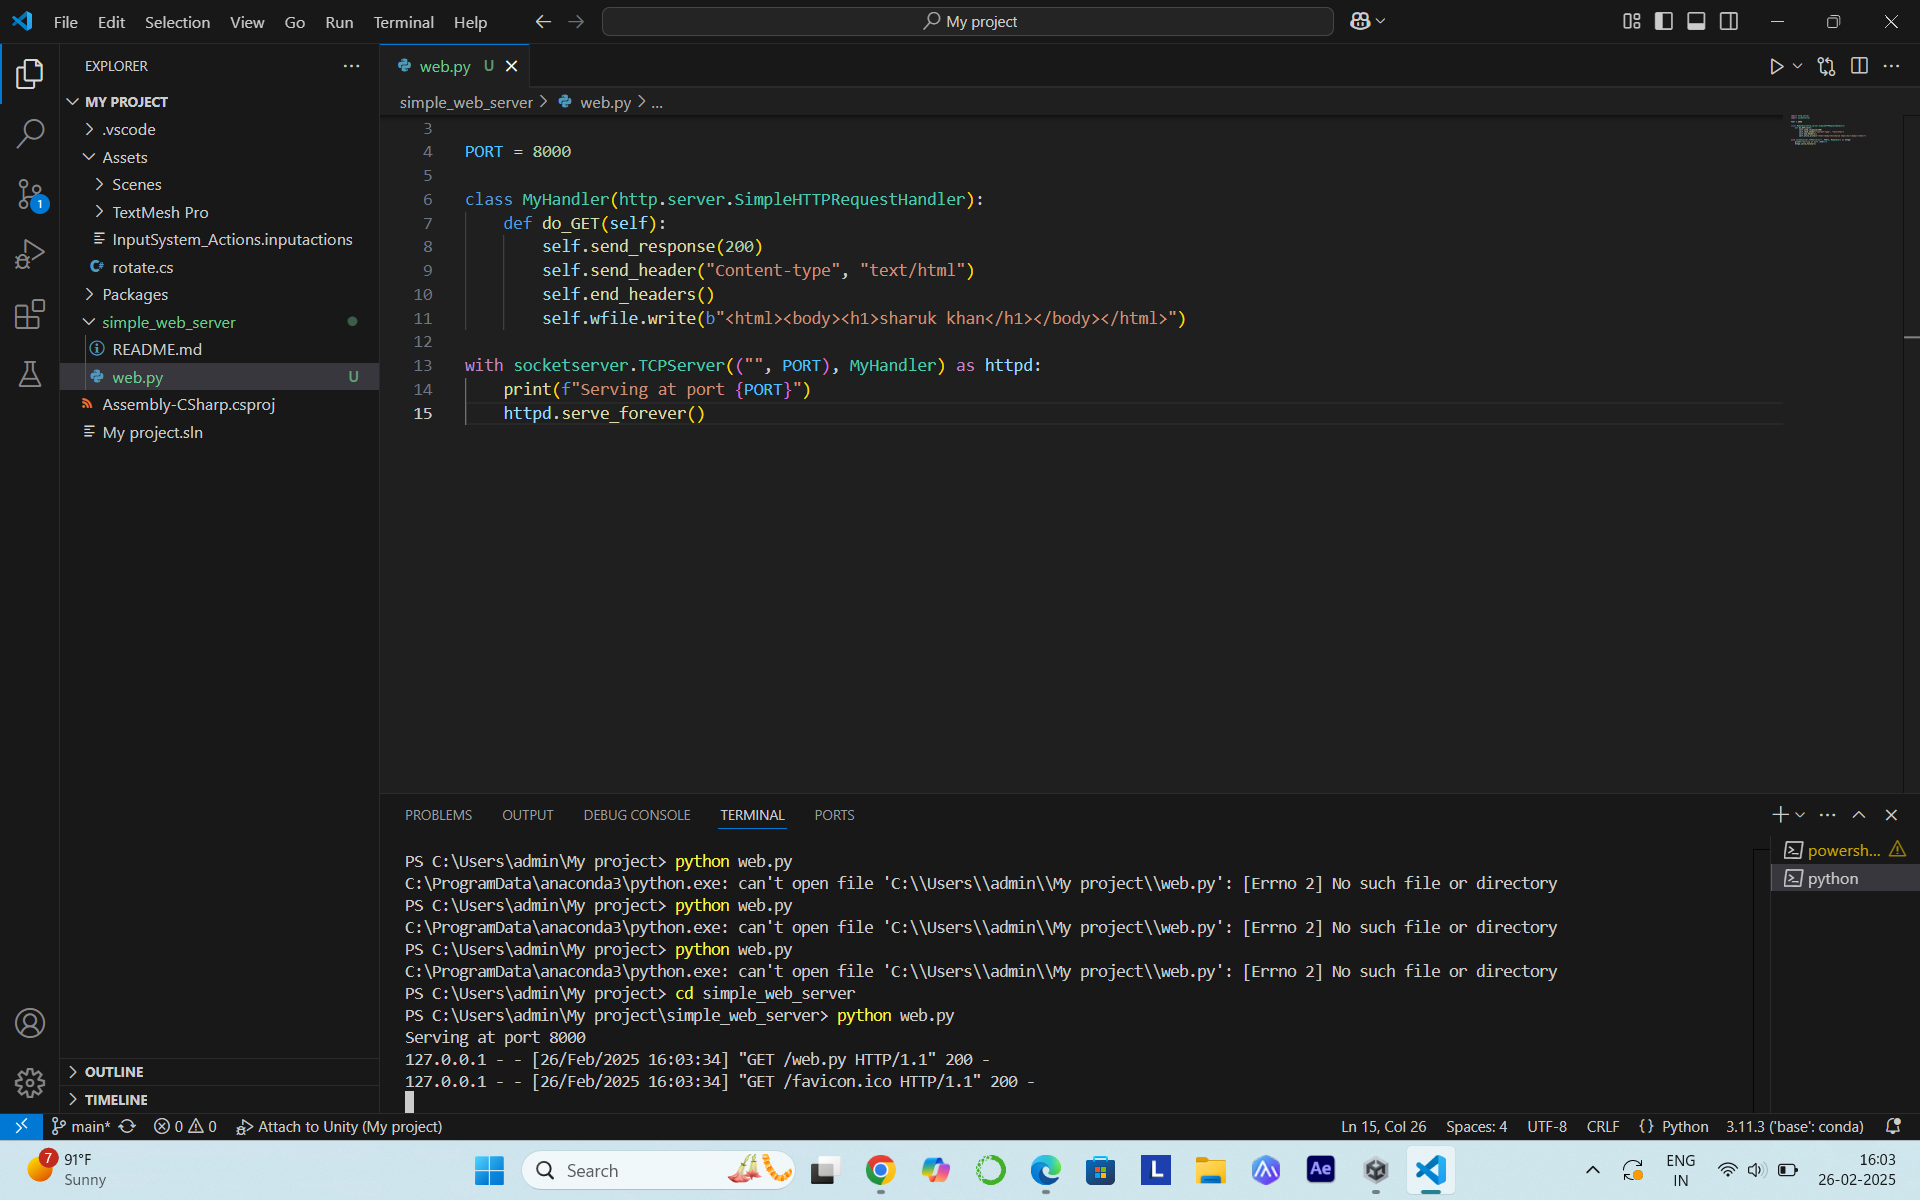 File Edit Selection View Go Run Terminal Help
My project
EXPLORER
MY PROJECT
.vscode
Assets
Scenes
TextMesh Pro
InputSystem_Actions.inputactions
rotate.cs
Packages
simple_web_server
README.md
web.py U
Assembly-CSharp.csproj
My project.sln
OUTLINE
TIMELINE
1
web.py U
simple_web_server > web.py > ...
3
4 PORT = 8000
5
6 class MyHandler(http.server.SimpleHTTPRequestHandler):
7 def do_GET(self):
8 self.send_response(200)
9 self.send_header("Content-type", "text/html")
10 self.end_headers()
11 self.wfile.write(b"<html><body><h1>sharuk khan</h1></body></html>")
12
13 with socketserver.TCPServer(("", PORT), MyHandler) as httpd:
14 print(f"Serving at port {PORT}")
15 httpd.serve_forever()
PROBLEMS OUTPUT DEBUG CONSOLE TERMINAL PORTS
PS C:\Users\admin\My project> python web.py
C:\ProgramData\anaconda3\python.exe: can't open file 'C:\\Users\\admin\\My project\\web.py': [Errno 2] No such file or directory
PS C:\Users\admin\My project> python web.py
C:\ProgramData\anaconda3\python.exe: can't open file 'C:\\Users\\admin\\My project\\web.py': [Errno 2] No such file or directory
PS C:\Users\admin\My project> python web.py
C:\ProgramData\anaconda3\python.exe: can't open file 'C:\\Users\\admin\\My project\\web.py': [Errno 2] No such file or directory
PS C:\Users\admin\My project> cd simple_web_server
PS C:\Users\admin\My project\simple_web_server> python web.py
Serving at port 8000
127.0.0.1 - - [26/Feb/2025 16:03:34] "GET /web.py HTTP/1.1" 200 -
127.0.0.1 - - [26/Feb/2025 16:03:34] "GET /favicon.ico HTTP/1.1" 200 -
powersh...
python
main* 0 0 Attach to Unity (My project)
Ln 15, Col 26 Spaces: 4 UTF-8 CRLF {} Python 3.11.3 ('base': conda)
7
91°F
Sunny
Search
L
Ae
ENG
IN
16:03
26-02-2025